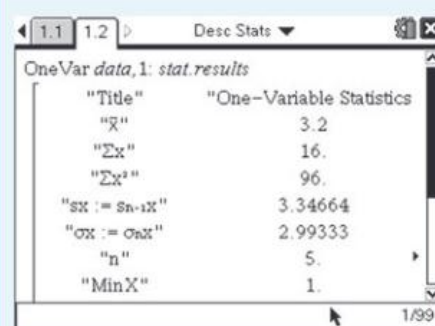 1.1 1.2 Desc Stats
OneVar data,1: stat.results
"Title" "One–Variable Statistics
"x̄" 3.2
"Σx" 16.
"Σx²" 96.
"sx := sn-1x" 3.34664
"σx := σnx" 2.99333
"n" 5.
"MinX" 1.
1/99